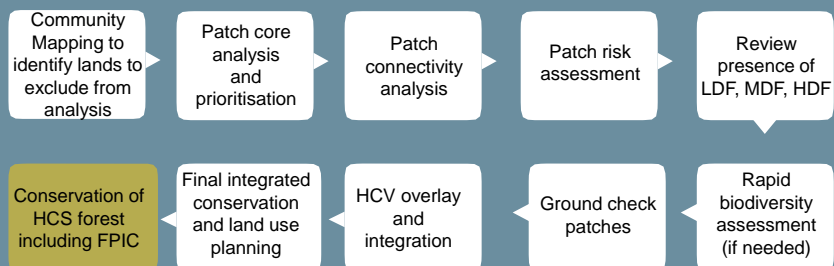 Community
Mapping to
identify lands to
exclude from
analysis
Patch core
analysis
and
prioritisation
Patch
connectivity
analysis
Patch risk
assessment
Review
presence of
LDF, MDF, HDF
Rapid
biodiversity
assessment
(if needed)
Ground check
patches
HCV overlay
and
integration
Final integrated
conservation
and land use
planning
Conservation of
HCS forest
including FPIC